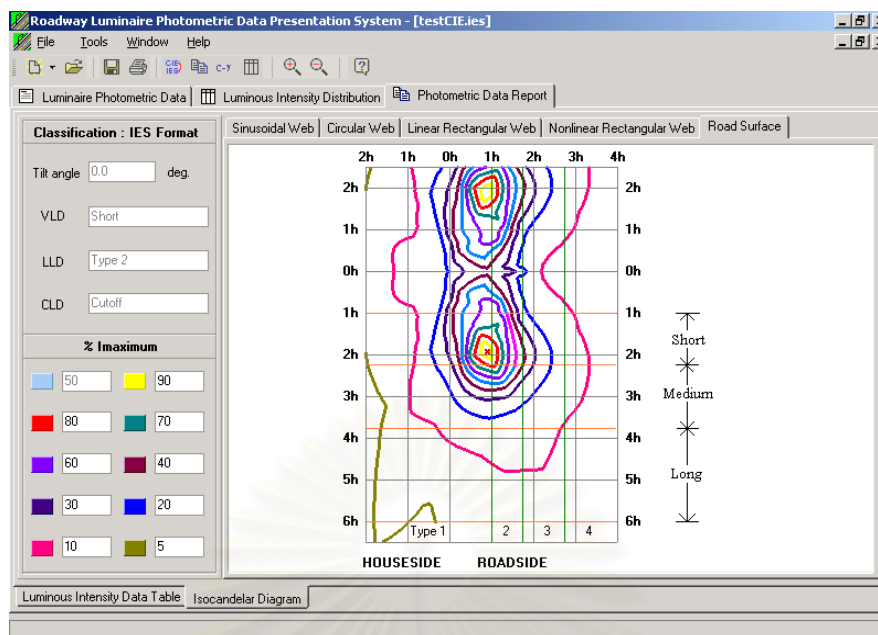 Roadway Luminaire Photometric Data Presentation System - [testCIE.ies]
File Tools Window Help
CIE IES C-γ
Luminaire Photometric Data Luminous Intensity Distribution Photometric Data Report
Classification : IES Format
Tilt angle 0.0 deg.
VLD Short
LLD Type 2
CLD Cutoff
% Imaximum
50 90
80 70
60 40
30 20
10 5
Sinusoidal Web Circular Web Linear Rectangular Web Nonlinear Rectangular Web Road Surface
2h 1h 0h 1h 2h 3h 4h
2h 2h
1h 1h
0h 0h
1h 1h
Short
2h 2h
3h 3h
Medium
4h 4h
5h 5h
Long
6h 6h
Type 1 2 3 4
HOUSESIDE ROADSIDE
Luminous Intensity Data Table Isocandelar Diagram